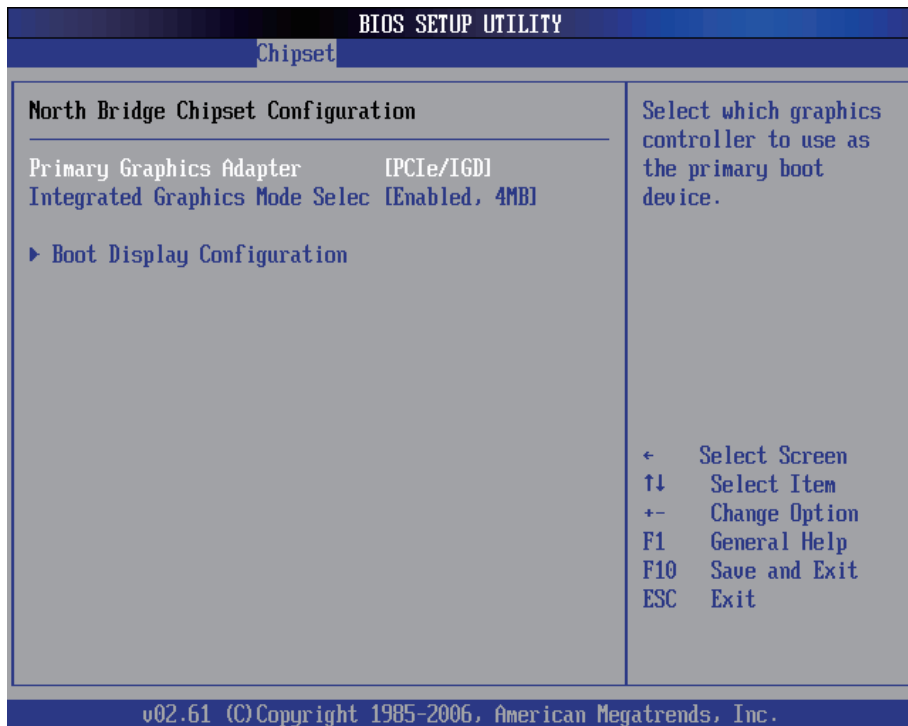 BIOS SETUP UTILITY
Chipset
North Bridge Chipset Configuration
Primary Graphics Adapter [PCIe/IGD]
Integrated Graphics Mode Selec [Enabled, 4MB]
▶ Boot Display Configuration
Select which graphics
controller to use as
the primary boot
device.
← Select Screen
↑↓ Select Item
+- Change Option
F1 General Help
F10 Save and Exit
ESC Exit
v02.61 (C)Copyright 1985-2006, American Megatrends, Inc.